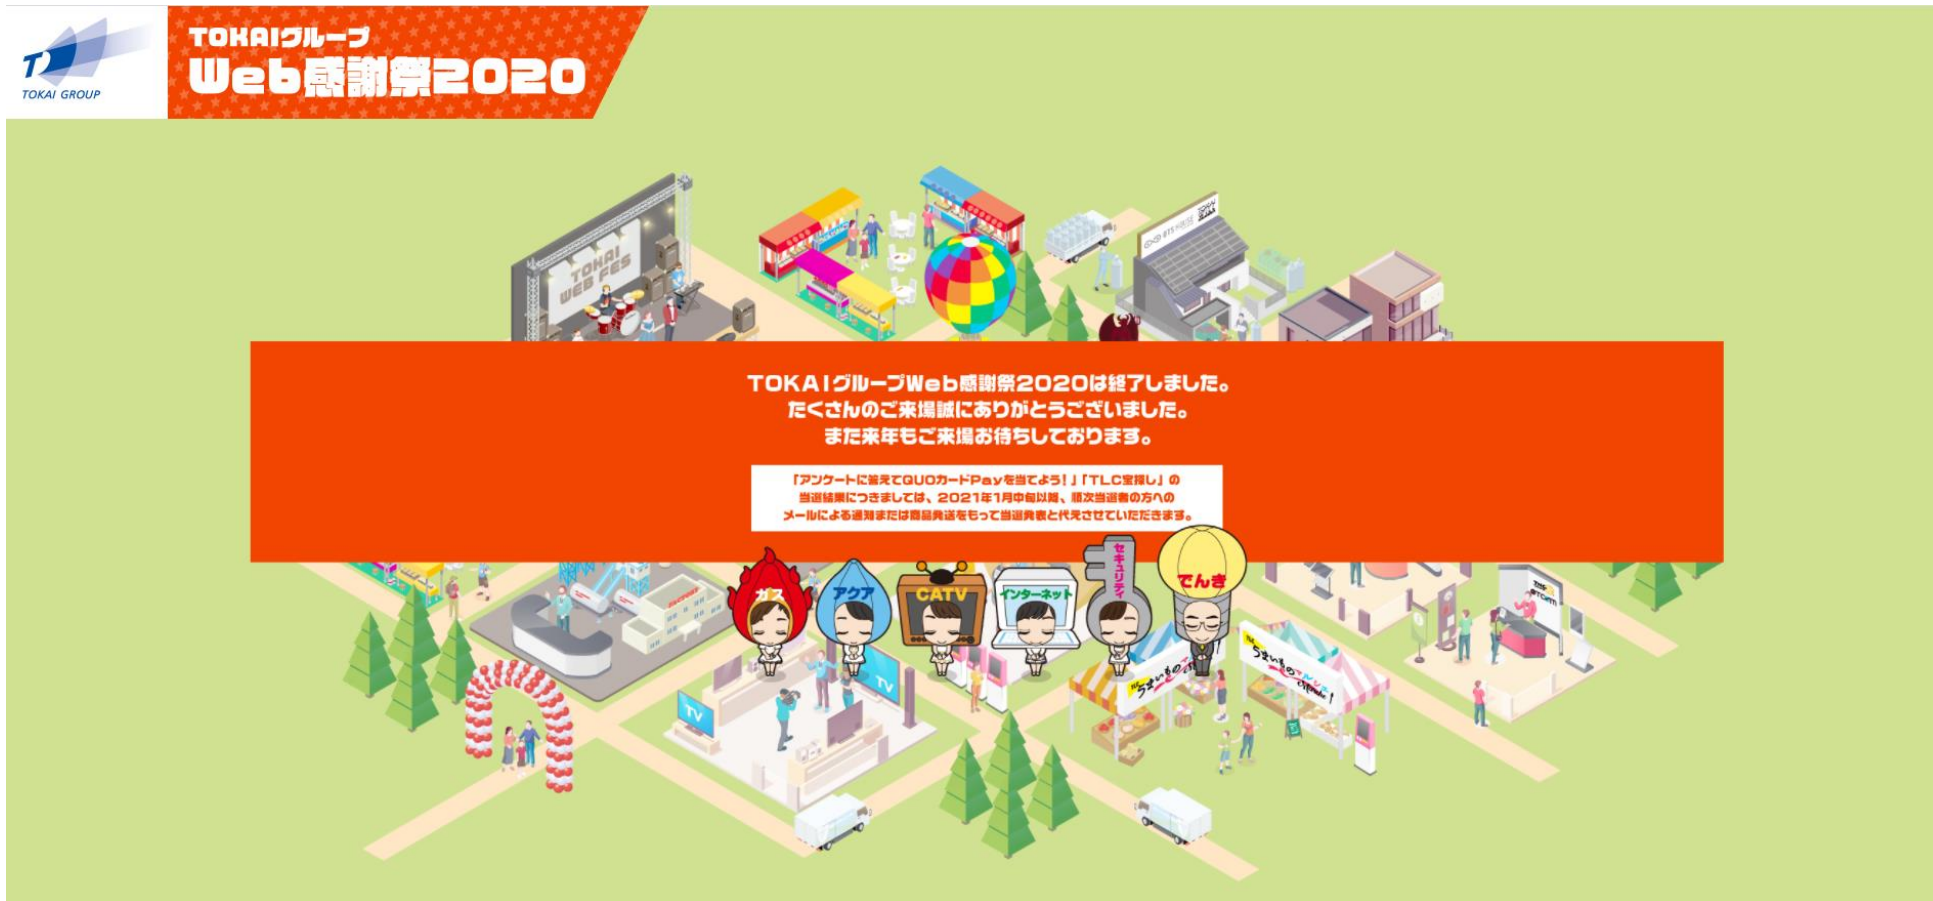 TOKAI GROUP
TOKAIグループ
Web感謝祭2020
TOKAI
WEB FES
TOKAIグループWeb感謝祭2020は終了しました。
たくさんのご来場誠にありがとうございました。
また来年もご来場お待ちしております。
「アンケートに答えてQUOカードPayを当てよう!」「TLC宝探し」の
当選結果につきましては、2021年1月中旬以降、順次当選者の方への
メールによる通知または商品発送をもって当選発表と代えさせていただきます。
ガス
アクア
CATV
インターネット
セキュリティ
でんき
TV
TV